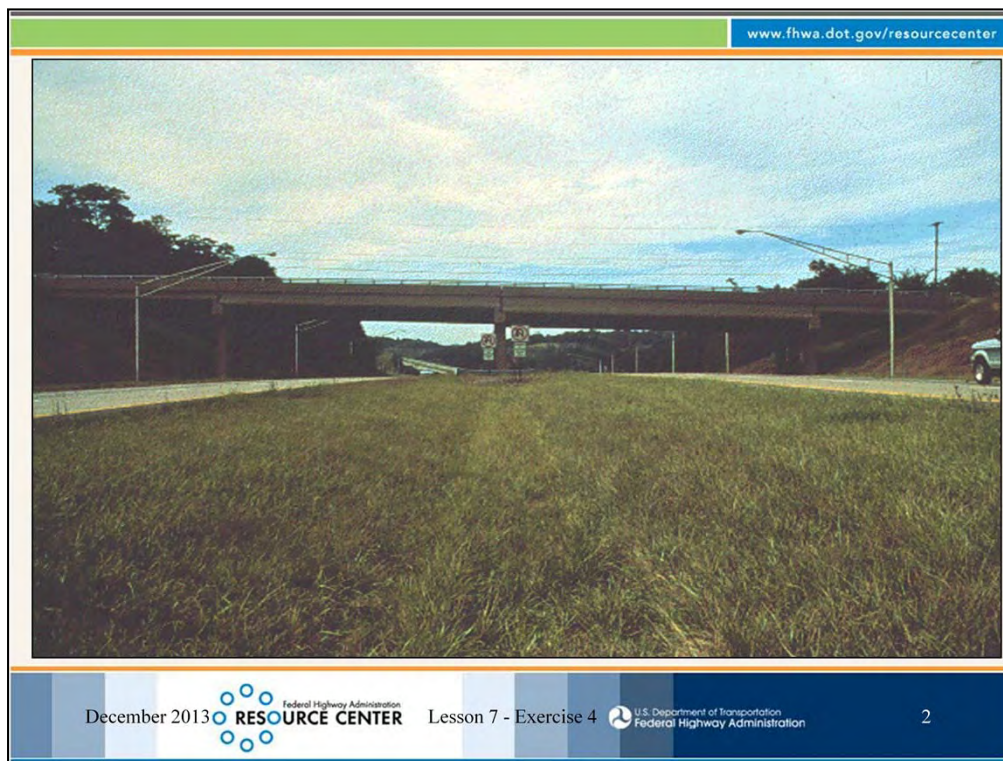 www.fhwa.dot.gov/resourcecenter
December 2013
Federal Highway Administration
RESOURCE CENTER
Lesson 7 - Exercise 4
U.S. Department of Transportation
Federal Highway Administration
2